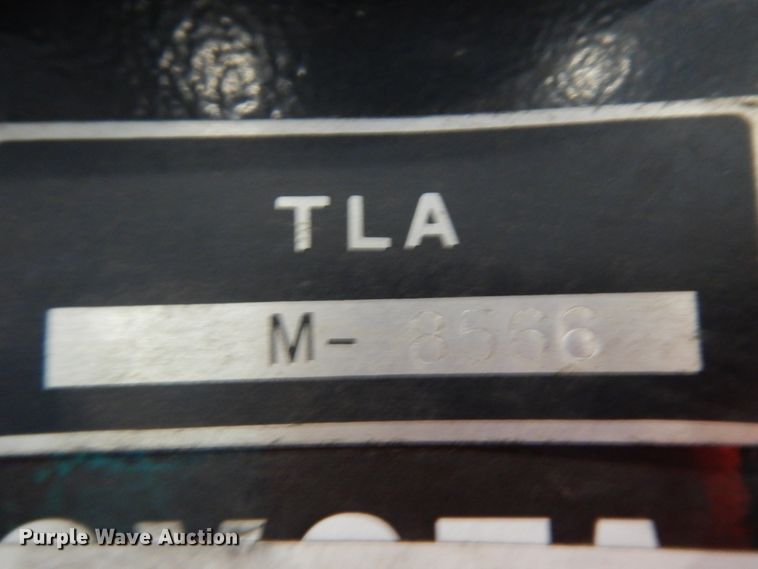 TLA
M- 8566
Purple Wave Auction